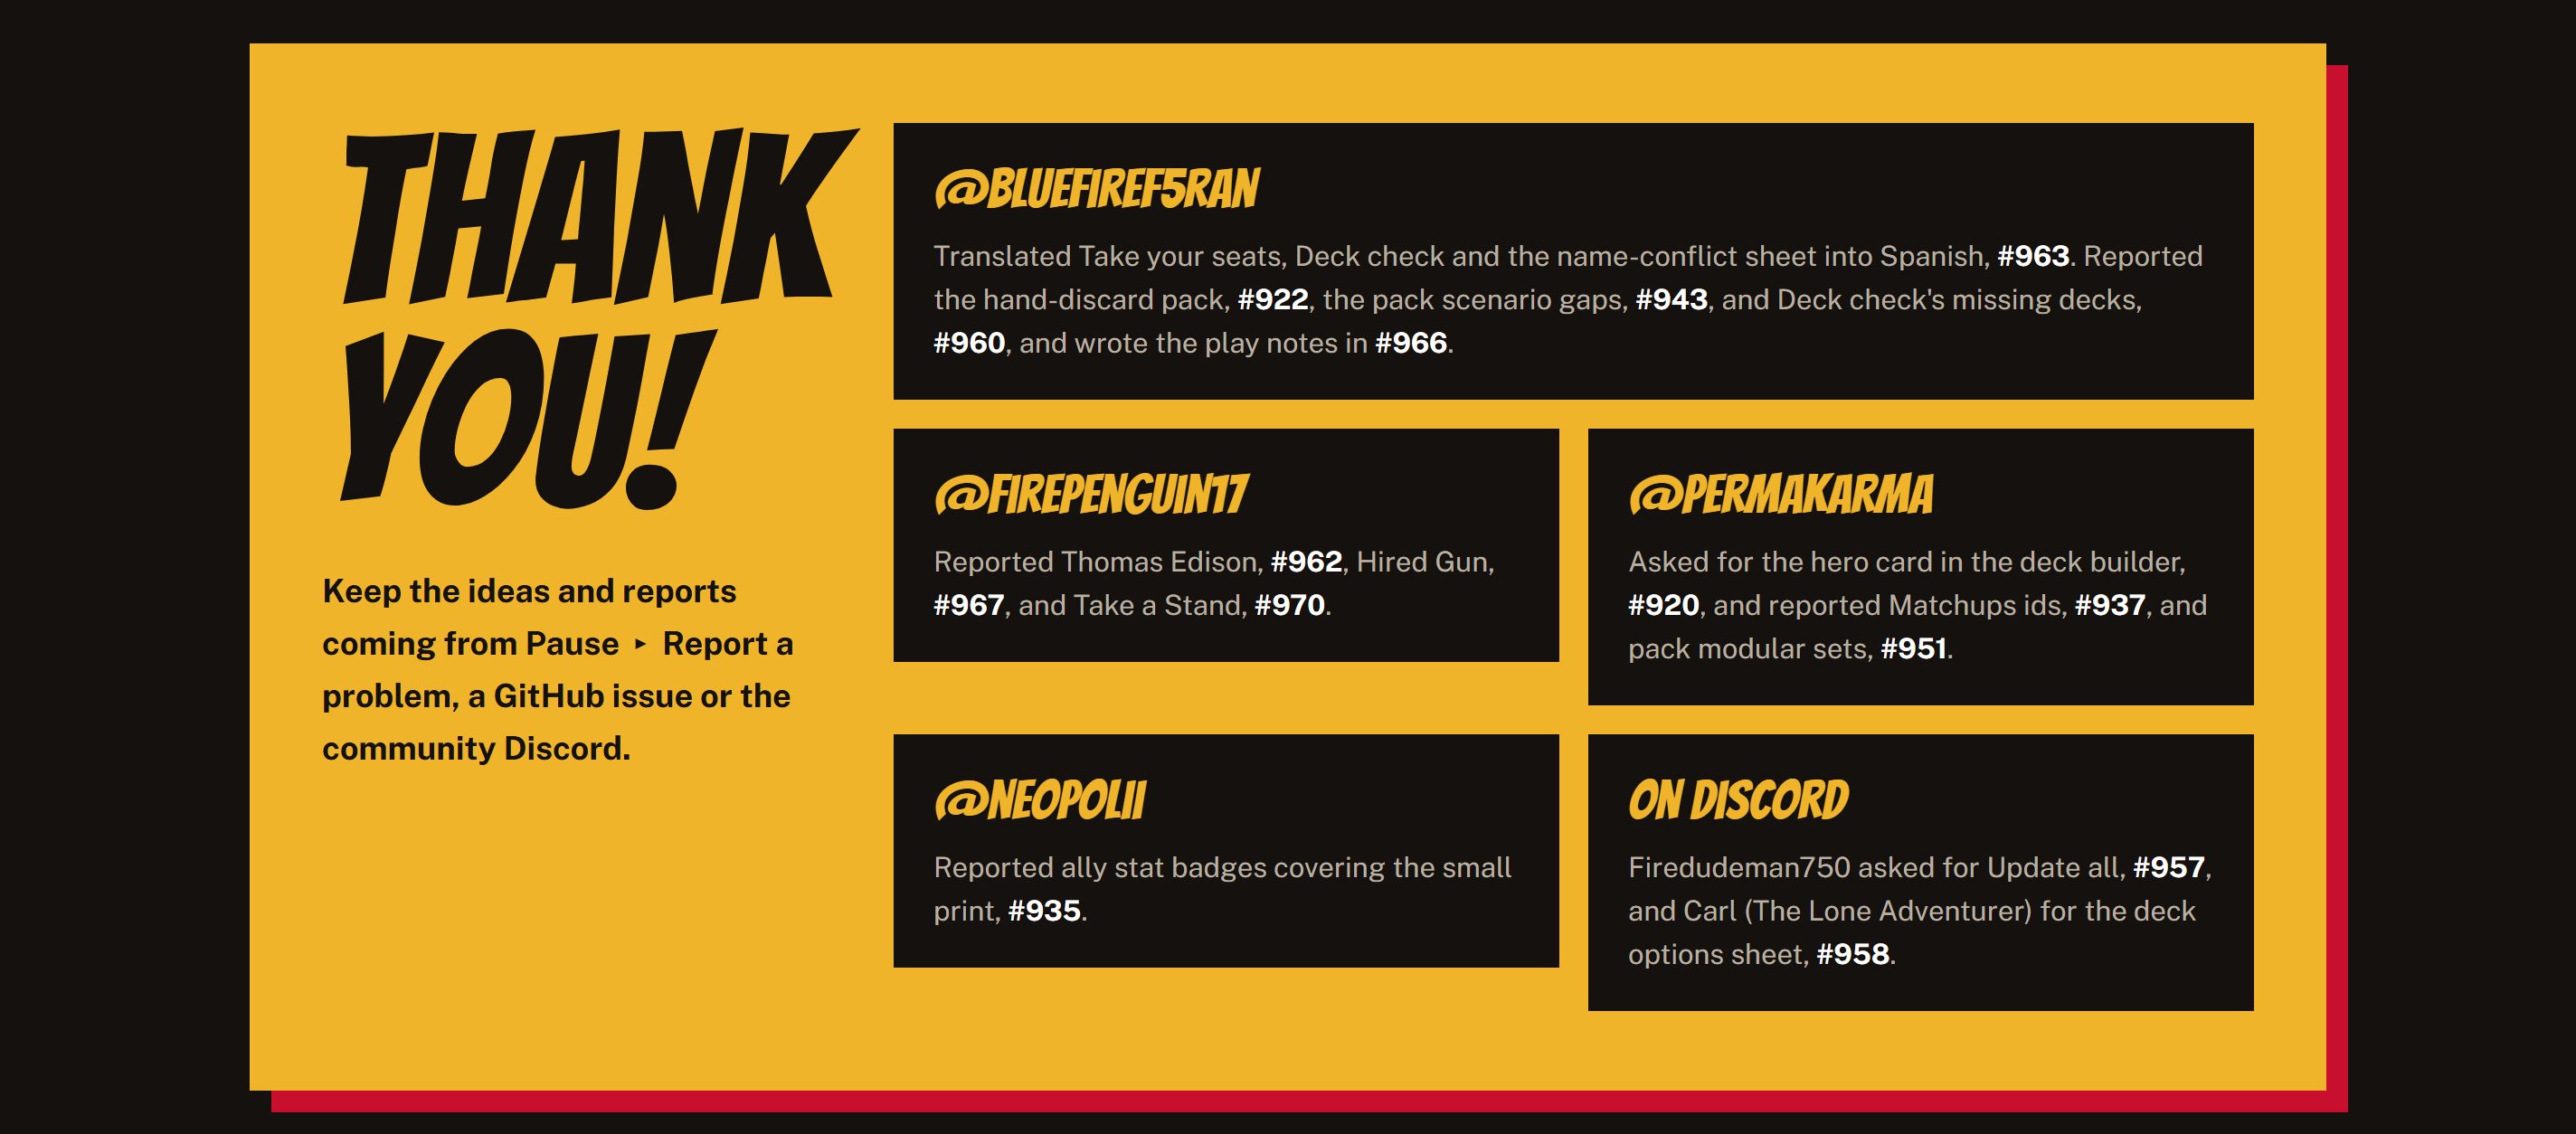 THANK
YOU!
Keep the ideas and reports
coming from Pause ▸ Report a
problem, a GitHub issue or the
community Discord.
@BLUEFIREF5RAN
Translated Take your seats, Deck check and the name-conflict sheet into Spanish, #963. Reported
the hand-discard pack, #922, the pack scenario gaps, #943, and Deck check's missing decks,
#960, and wrote the play notes in #966.
@FIREPENGUIN17
Reported Thomas Edison, #962, Hired Gun,
#967, and Take a Stand, #970.
@PERMAKARMA
Asked for the hero card in the deck builder,
#920, and reported Matchups ids, #937, and
pack modular sets, #951.
@NEOPOLII
Reported ally stat badges covering the small
print, #935.
ON DISCORD
Firedudeman750 asked for Update all, #957,
and Carl (The Lone Adventurer) for the deck
options sheet, #958.